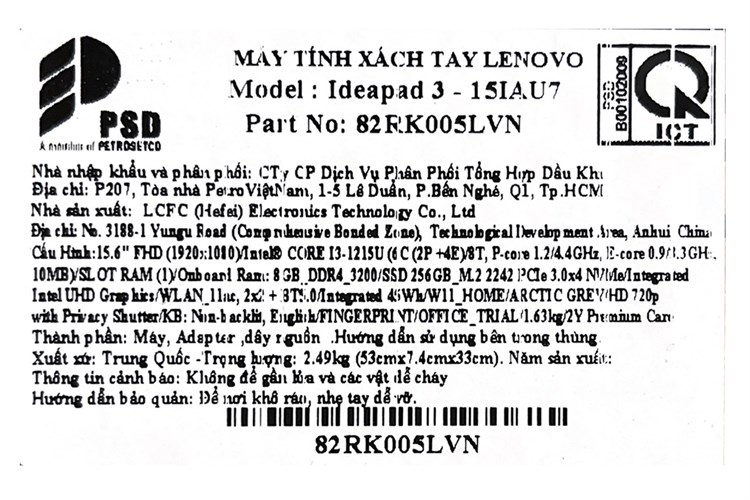 PSD
A member of PETROSETCO
MÁY TÍNH XÁCH TAY LENOVO
Model : Ideapad 3 - 15IAU7
Part No: 82RK005LVN
PSD
B00102009
ICT
Nhà nhập khẩu và phân phối: CTy CP Dịch Vụ Phân Phối Tổng Hợp Dầu Khí
Địa chỉ: P207, Tòa nhà PetroViệtNam, 1-5 Lê Duẩn, P.Bến Nghé, Q1, Tp.HCM
Nhà sản xuất: LCFC (Hefei) Electronics Technology Co., Ltd
Địa chỉ: No. 3188-1 Yungu Road (Comprehensive Bonded Zone), Technological Development Area, Anhui China
Cấu Hình:15.6" FHD (1920x1080)/Intel® CORE I3-1215U (6C (2P +4E)/8T, P-core 1.2/4.4GHz, E-core 0.9/3.3GHz,
10MB)/SLOT RAM (1)/Onboard Ram: 8GB_DDR4_3200/SSD 256GB_M.2 2242 PCIe 3.0x4 NVMe/Integrated
Intel UHD Graphics/WLAN_11ac, 2x2 + BT5.0/Integrated 45Wh/W11_HOME/ARCTIC GREY/HD 720p
with Privacy Shutter/KB: Non-backlit, English/FINGERPRINT/OFFICE_TRIAL/1.63kg/2Y Premium Care
Thành phần: Máy, Adapter ,dây nguồn .Hướng dẫn sử dụng bên trong thùng.
Xuất xứ: Trung Quốc -Trọng lượng: 2.49kg (53cmx7.4cmx33cm). Năm sản xuất:
Thông tin cảnh báo: Không để gần lửa và các vật dễ cháy
Hướng dẫn bảo quản: Để nơi khô ráo, nhẹ tay dễ vỡ.
82RK005LVN